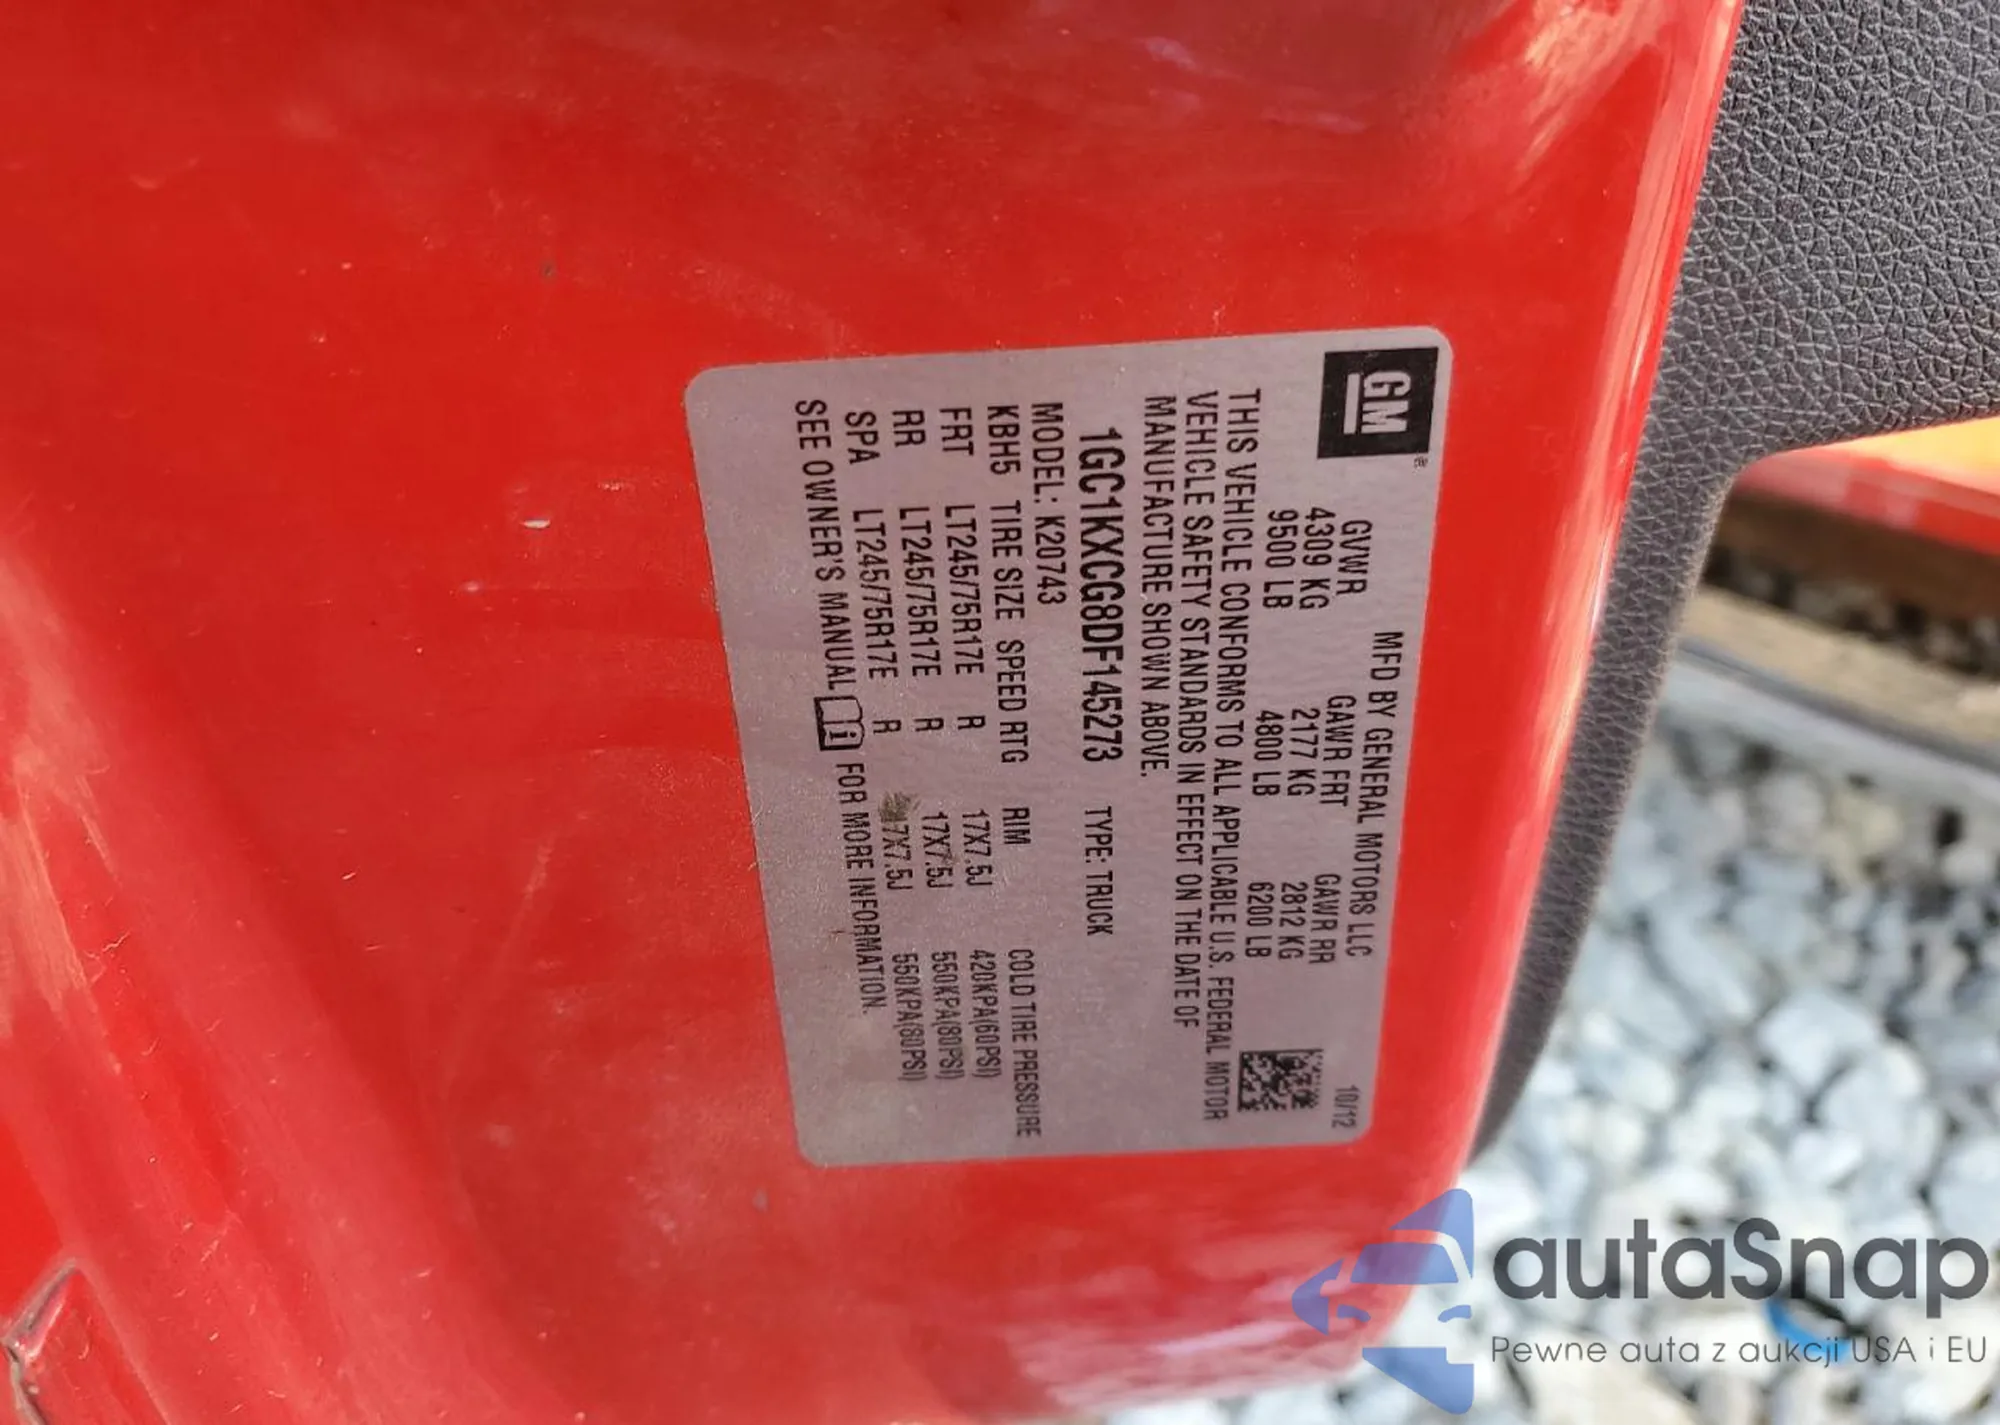 GM
MFD BY GENERAL MOTORS LLC 10/12
GVWR GAWR FRT GAWR RR
4309 KG 2177 KG 2812 KG
9500 LB 4800 LB 6200 LB
THIS VEHICLE CONFORMS TO ALL APPLICABLE U.S. FEDERAL MOTOR
VEHICLE SAFETY STANDARDS IN EFFECT ON THE DATE OF
MANUFACTURE SHOWN ABOVE.
1GC1KXCG8DF145273 TYPE: TRUCK
MODEL: K20743
KBH5 TIRE SIZE SPEED RTG RIM COLD TIRE PRESSURE
FRT LT245/75R17E R 17X7.5J 420KPA(60PSI)
RR LT245/75R17E R 17X7.5J 550KPA(80PSI)
SPA LT245/75R17E R 17X7.5J 550KPA(80PSI)
SEE OWNER'S MANUAL i FOR MORE INFORMATION.
autaSnap
Pewne auta z aukcji USA i EU